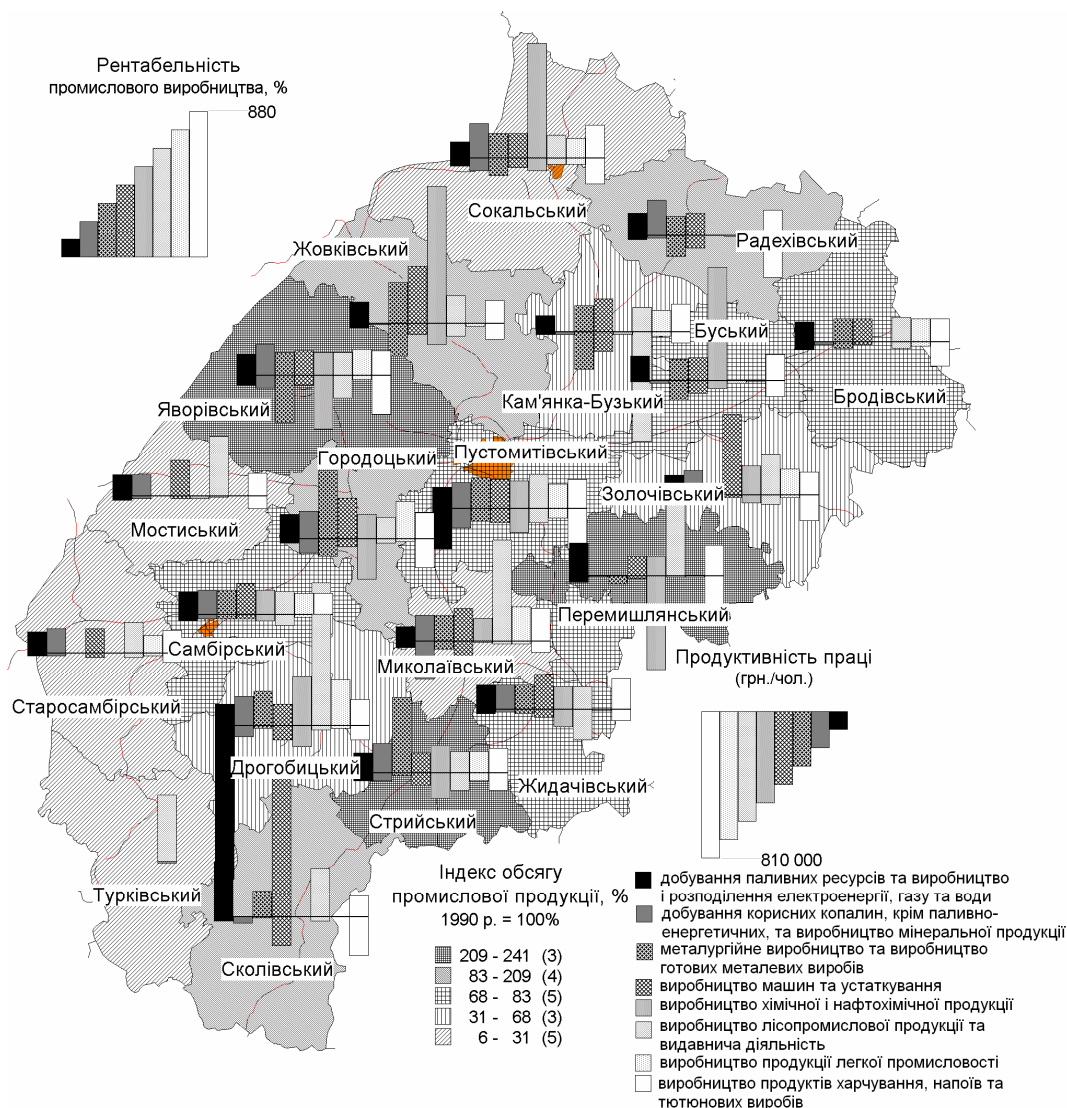 Рентабельність
промислового виробництва, %
880
Сокальський
Радехівський
Жовківський
Буський
Бродівський
Кам'янка-Бузький
Яворівський
Городоцький
Пустомитівський
Золочівський
Мостиський
Перемишлянський
Самбірський
Миколаївський
Продуктивність праці
(грн./чол.)
Старосамбірський
Дрогобицький
Жидачівський
Стрийський
Турківський
Сколівський
810 000
Індекс обсягу
промислової продукції, %
1990 р. = 100%
209 - 241 (3)
83 - 209 (4)
68 - 83 (5)
31 - 68 (3)
6 - 31 (5)
добування паливних ресурсів та виробництво
і розподілення електроенергії, газу та води
добування корисних копалин, крім паливно-
енергетичних, та виробництво мінеральної продукції
металургійне виробництво та виробництво
готових металевих виробів
виробництво машин та устаткування
виробництво хімічної і нафтохімічної продукції
виробництво лісопромислової продукції та
видавнича діяльність
виробництво продукції легкої промисловості
виробництво продуктів харчування, напоїв та
тютюнових виробів